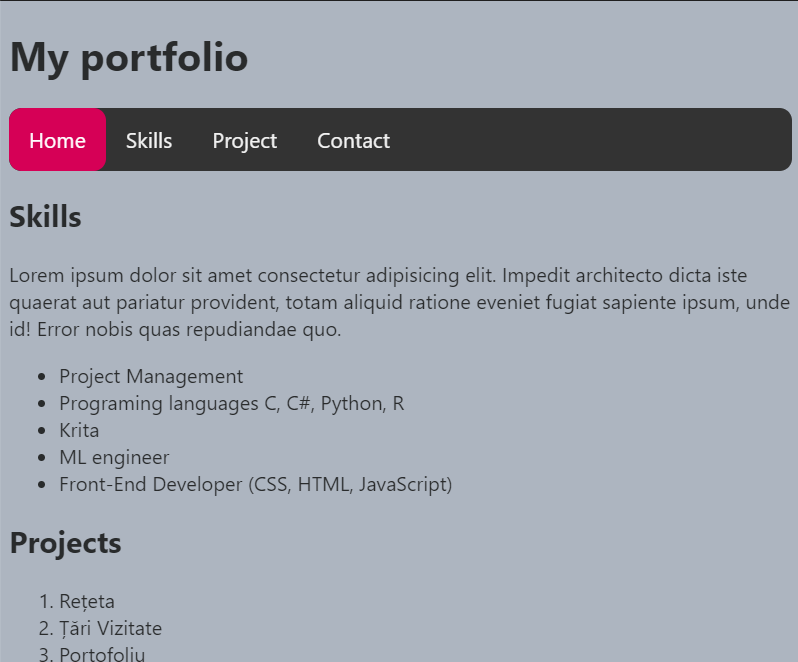 My portfolio
Home Skills Project Contact
Skills
Lorem ipsum dolor sit amet consectetur adipisicing elit. Impedit architecto dicta iste
quaerat aut pariatur provident, totam aliquid ratione eveniet fugiat sapiente ipsum, unde
id! Error nobis quas repudiandae quo.
• Project Management
• Programing languages C, C#, Python, R
• Krita
• ML engineer
• Front-End Developer (CSS, HTML, JavaScript)
Projects
1. Rețeta
2. Țări Vizitate
3. Portofoliu